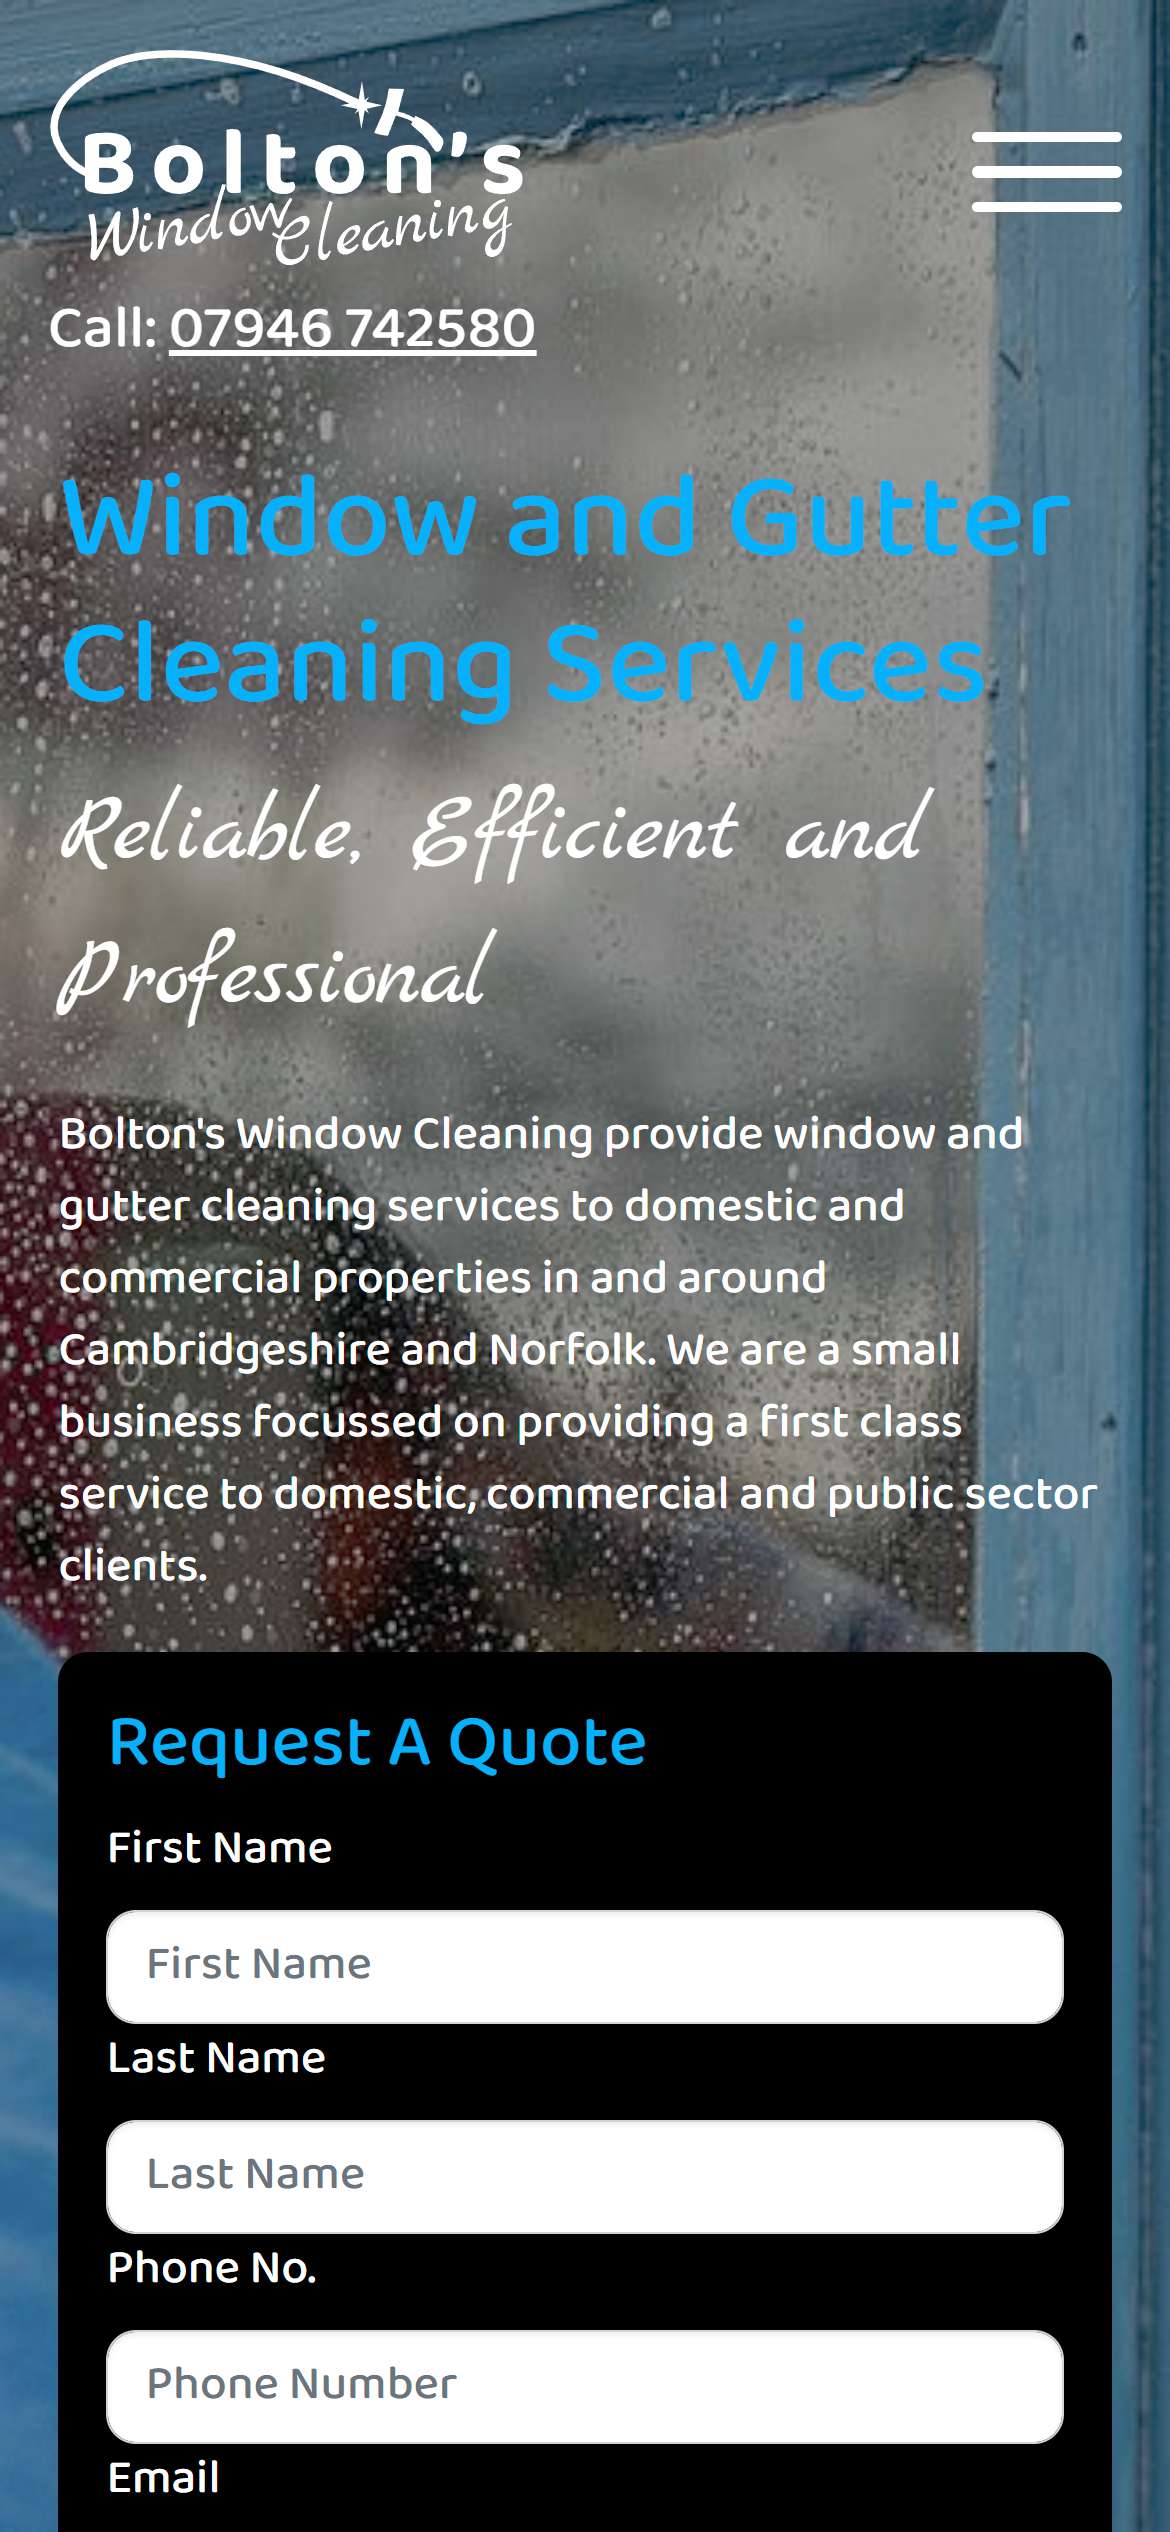 Bolton's
Window Cleaning
Call: 07946 742580
Window and Gutter
Cleaning Services
Reliable, Efficient and
Professional
Bolton's Window Cleaning provide window and
gutter cleaning services to domestic and
commercial properties in and around
Cambridgeshire and Norfolk. We are a small
business focussed on providing a first class
service to domestic, commercial and public sector
clients.
Request A Quote
First Name
First Name
Last Name
Last Name
Phone No.
Phone Number
Email